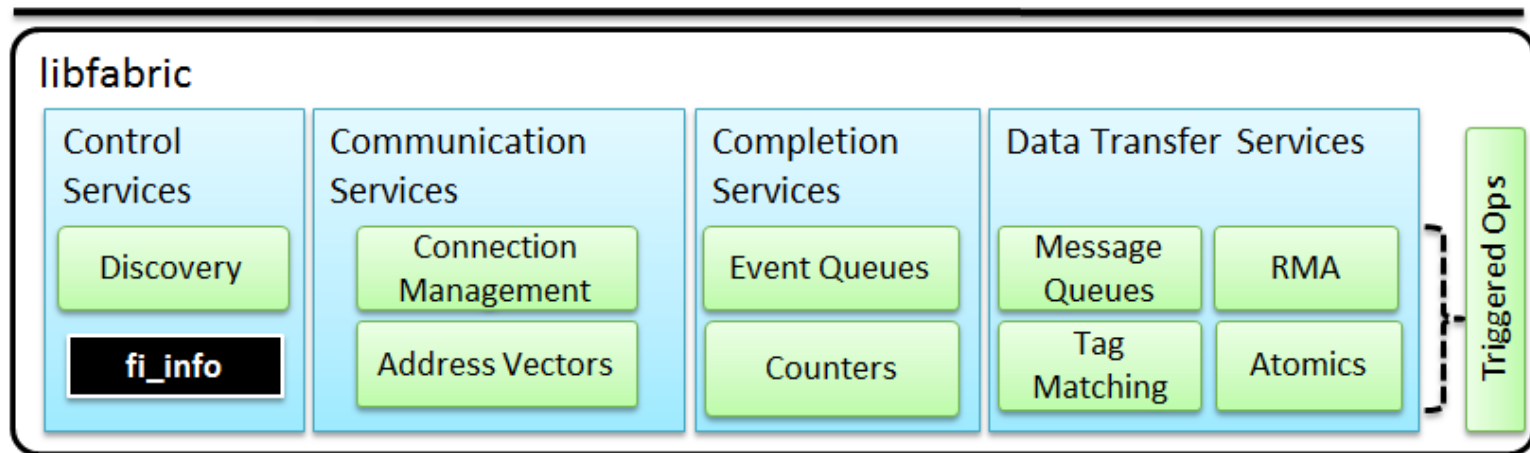 libfabric
Control
Services
Discovery
fi_info
Communication
Services
Connection
Management
Address Vectors
Completion
Services
Event Queues
Counters
Data Transfer Services
Message
Queues
RMA
Tag
Matching
Atomics
Triggered Ops